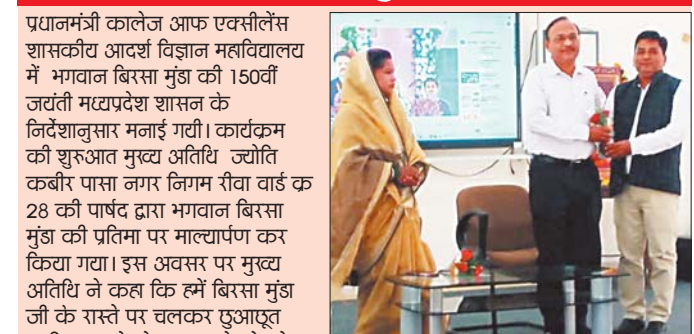 प्रधानमंत्री कालेज आफ एक्सीलेंस
शासकीय आदर्श विज्ञान महाविद्यालय
में भगवान बिरसा मुंडा की 150वीं
जयंती मध्यप्रदेश शासन के
निर्देशानुसार मनाई गयी। कार्यक्रम
की शुरुआत मुख्य अतिथि ज्योति
कबीर पासा नगर निगम रीवा वार्ड क्र
28 की पार्षद द्वारा भगवान बिरसा
मुंडा की प्रतिमा पर माल्यार्पण कर
किया गया। इस अवसर पर मुख्य
अतिथि ने कहा कि हमें बिरसा मुंडा
जी के रास्ते पर चलकर छुआछूत